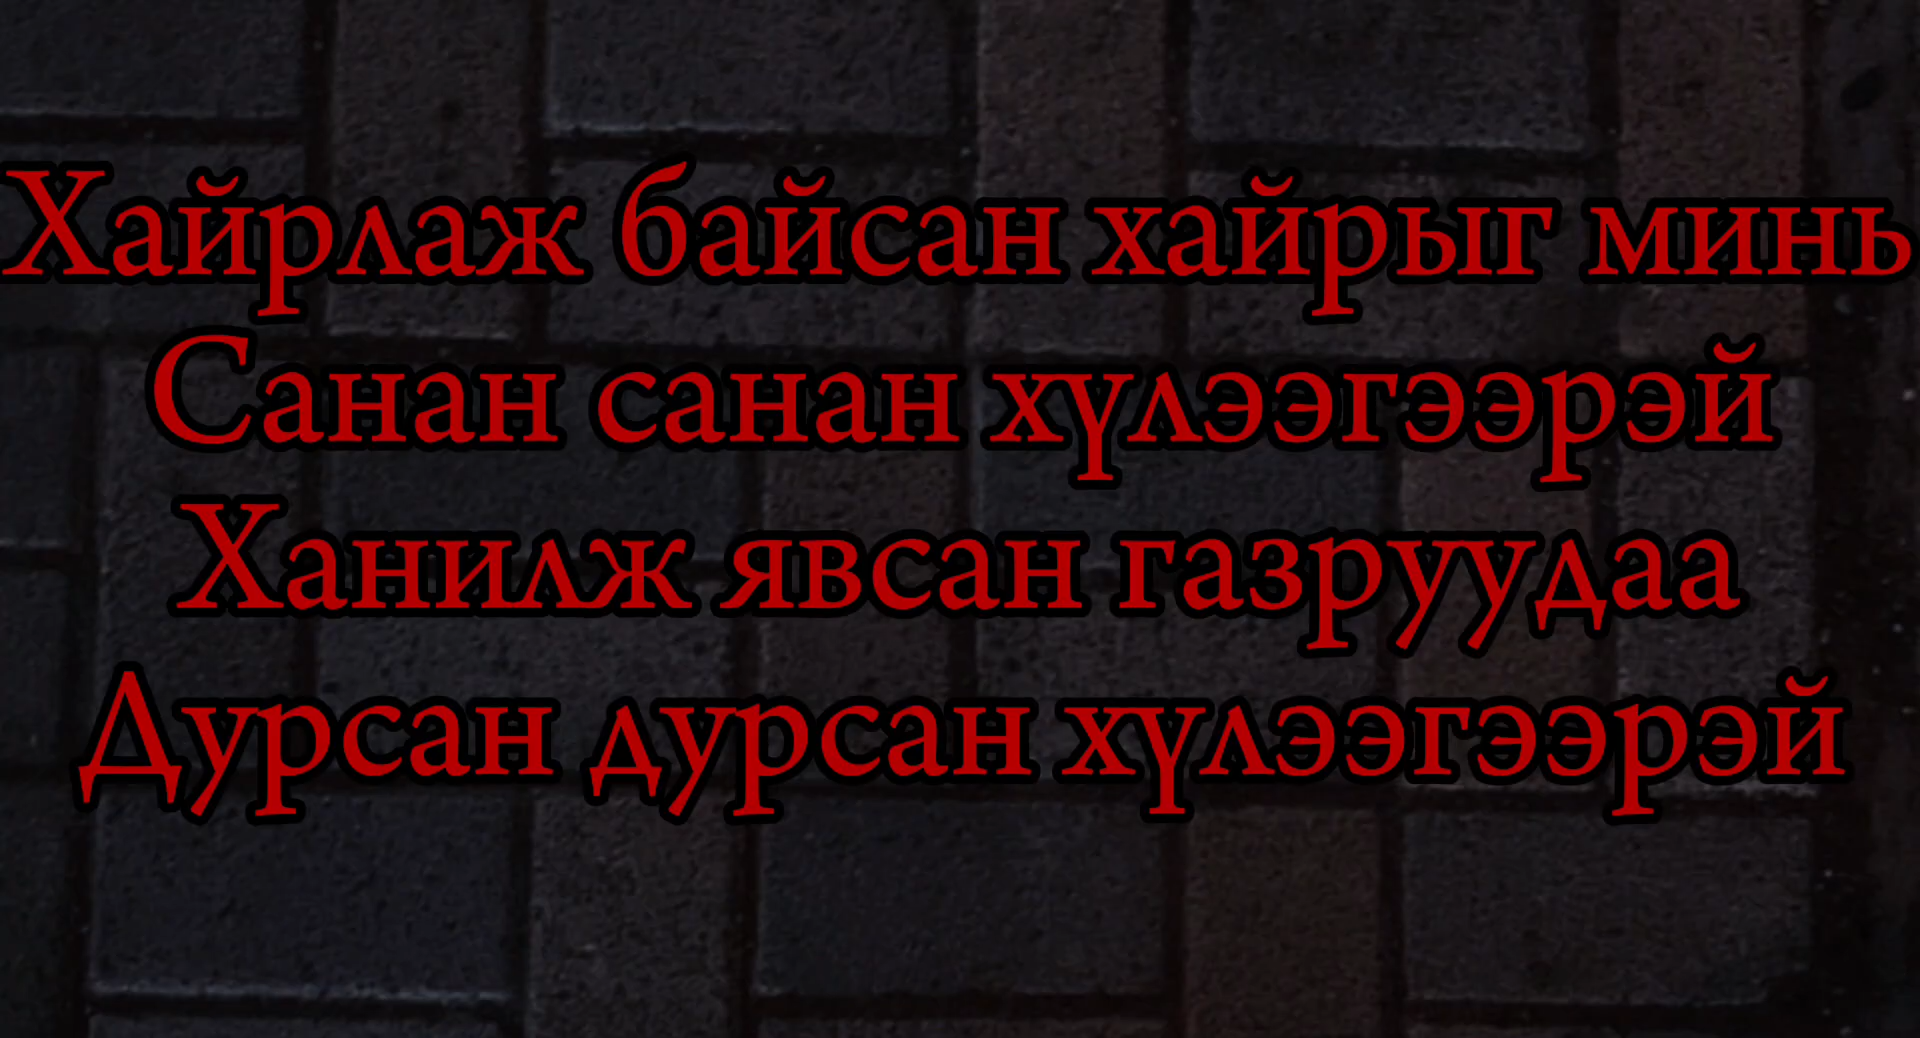 Хайрлаж байсан хайрыг минь
Санан санан хүлээгээрэй
Ханилж явсан газруудаа
Дурсан дурсан хүлээгээрэй